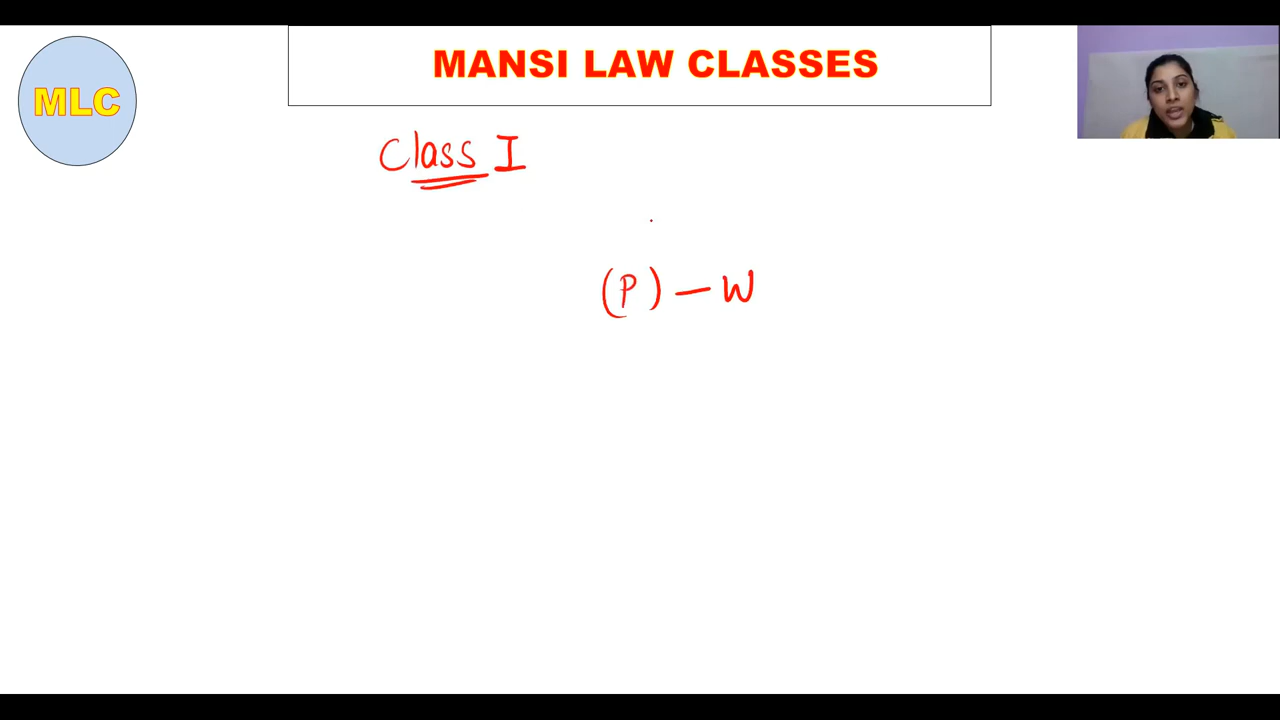 MANSI LAW CLASSES
MLC
Class I
(P) — W